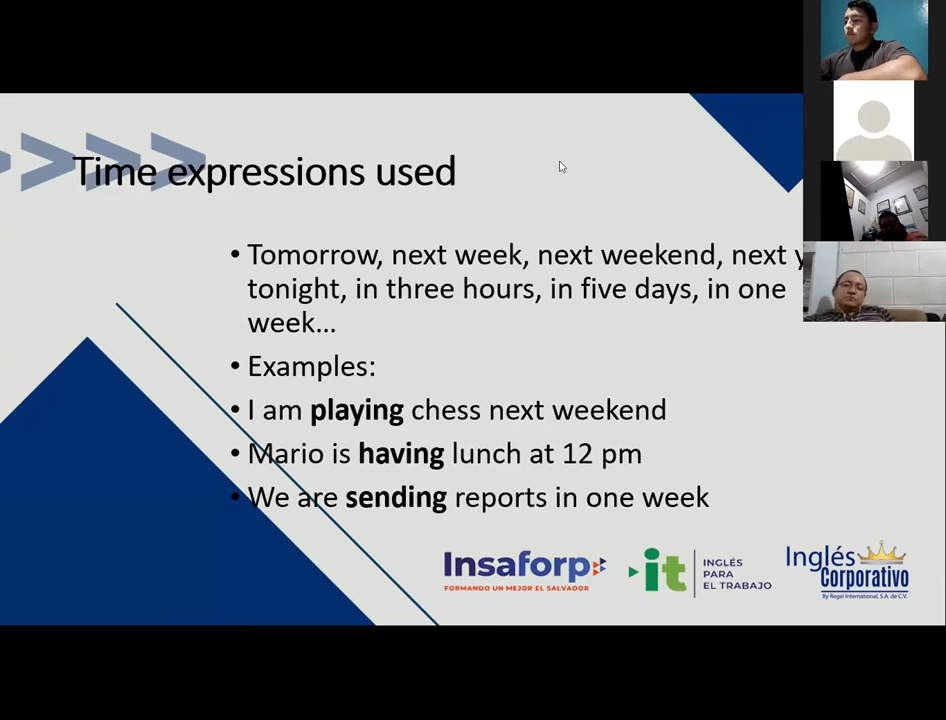 Time expressions used
• Tomorrow, next week, next weekend, next
tonight, in three hours, in five days, in one
week...
• Examples:
• I am playing chess next weekend
• Mario is having lunch at 12 pm
• We are sending reports in one week
Insaforp
FORMANDO UN MEJOR EL SALVADOR
it
INGLÉS
PARA
EL TRABAJO
Inglés
Corporativo
By Regal International, S.A. de C.V.